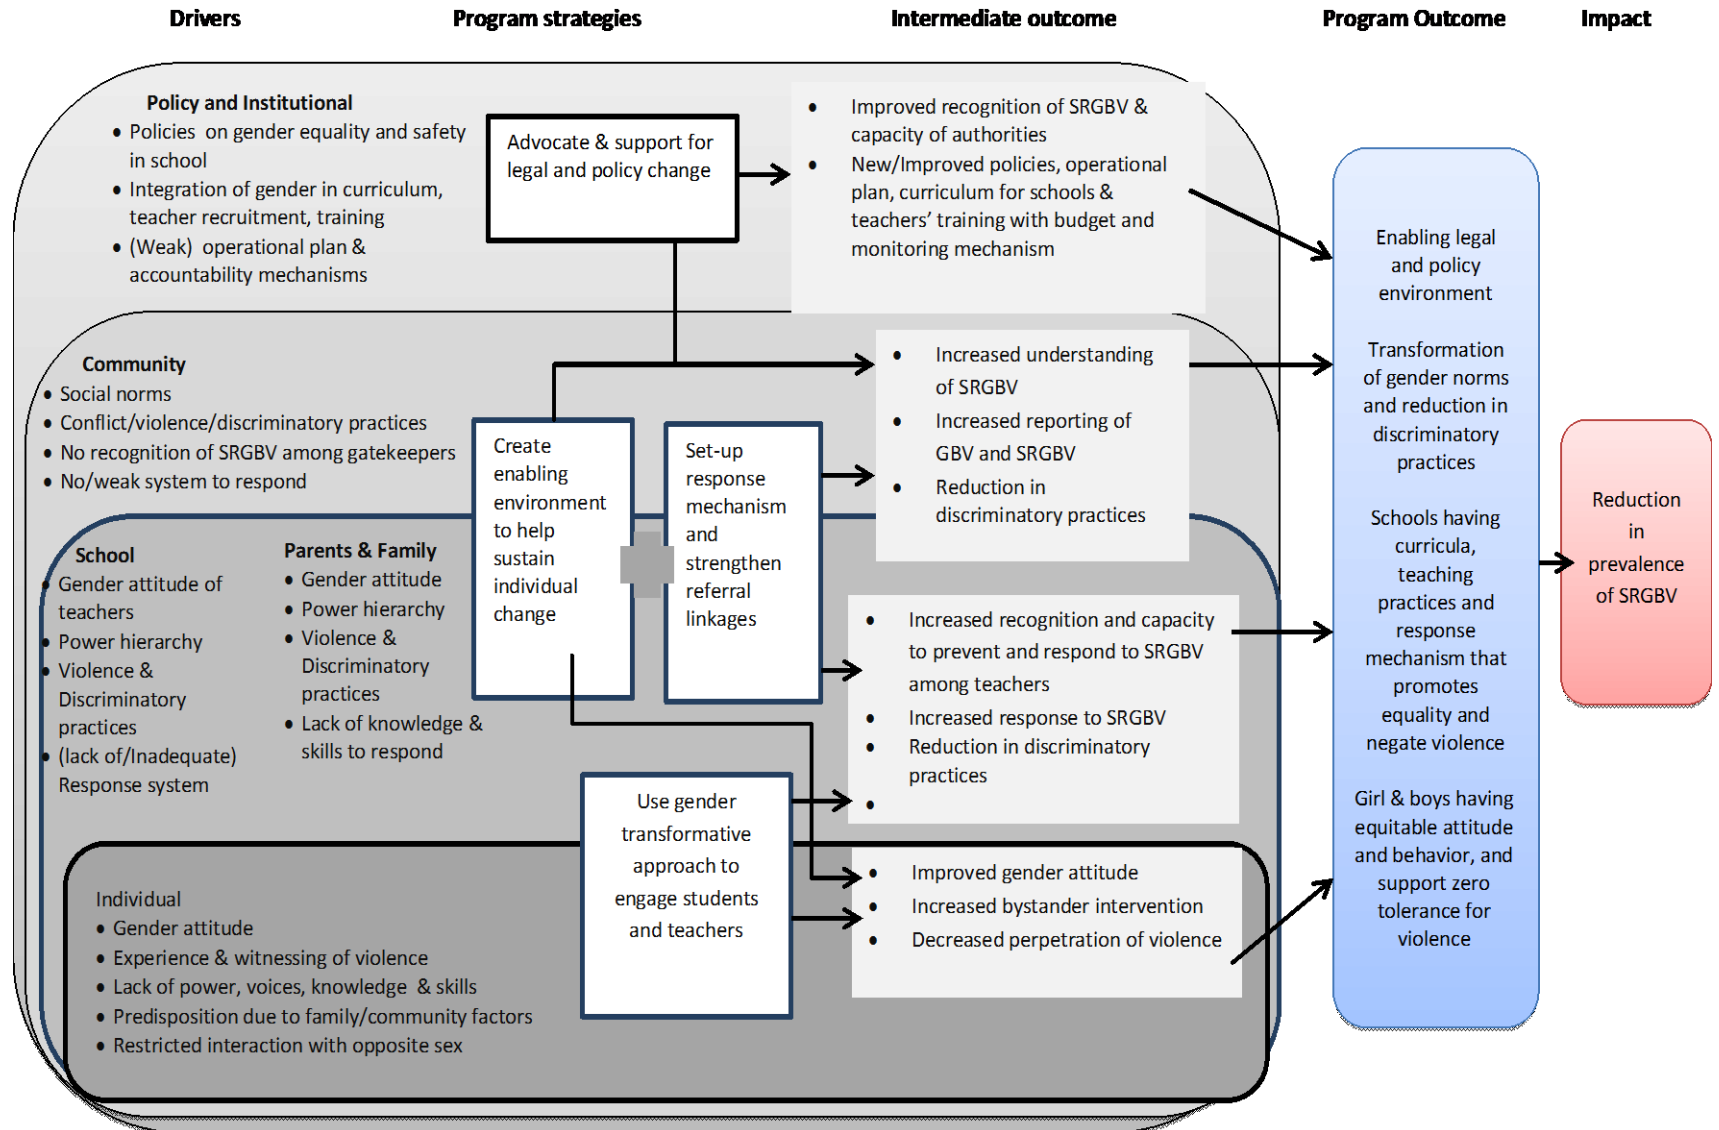 Drivers
Program strategies
Intermediate outcome
Program Outcome
Impact
Policy and Institutional
• Policies on gender equality and safety
in school
• Integration of gender in curriculum,
teacher recruitment, training
• (Weak) operational plan &
accountability mechanisms
Advocate & support for
legal and policy change
• Improved recognition of SRGBV &
capacity of authorities
• New/Improved policies, operational
plan, curriculum for schools &
teachers' training with budget and
monitoring mechanism
Community
• Social norms
• Conflict/violence/discriminatory practices
• No recognition of SRGBV among gatekeepers
• No/weak system to respond
Create
enabling
environment
to help
sustain
individual
change
Set-up
response
mechanism
and
strengthen
referral
linkages
• Increased understanding
of SRGBV
• Increased reporting of
GBV and SRGBV
• Reduction in
discriminatory practices
School
• Gender attitude of
teachers
• Power hierarchy
• Violence &
Discriminatory
practices
• (lack of/Inadequate)
Response system
Parents & Family
• Gender attitude
• Power hierarchy
• Violence &
Discriminatory
practices
• Lack of knowledge &
skills to respond
• Increased recognition and capacity
to prevent and respond to SRGBV
among teachers
• Increased response to SRGBV
• Reduction in discriminatory
practices
•
Use gender
transformative
approach to
engage students
and teachers
Individual
• Gender attitude
• Experience & witnessing of violence
• Lack of power, voices, knowledge & skills
• Predisposition due to family/community factors
• Restricted interaction with opposite sex
• Improved gender attitude
• Increased bystander intervention
• Decreased perpetration of violence
Enabling legal
and policy
environment
Transformation
of gender norms
and reduction in
discriminatory
practices
Schools having
curricula,
teaching
practices and
response
mechanism that
promotes
equality and
negate violence
Girl & boys having
equitable attitude
and behavior, and
support zero
tolerance for
violence
Reduction
in
prevalence
of SRGBV